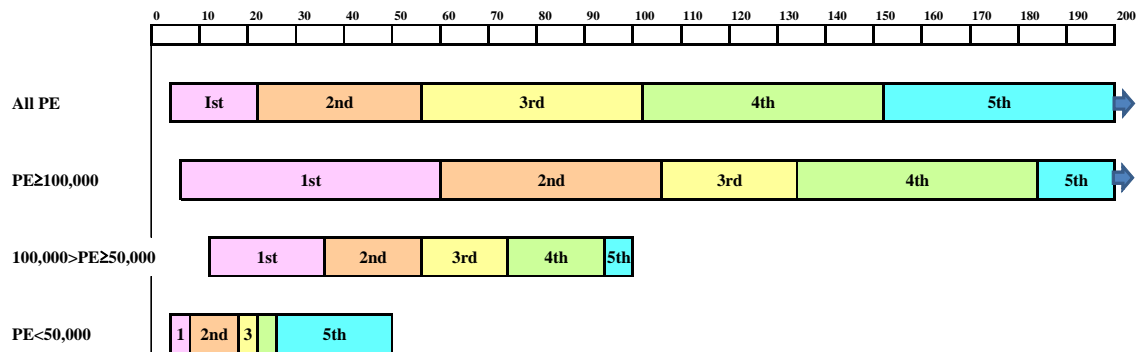 0 10 20 30 40 50 60 70 80 90 100 110 120 130 140 150 160 170 180 190 200
All PE Ist 2nd 3rd 4th 5th
PE≥100,000 1st 2nd 3rd 4th 5th
100,000>PE≥50,000 1st 2nd 3rd 4th 5th
PE<50,000 1 2nd 3 5th